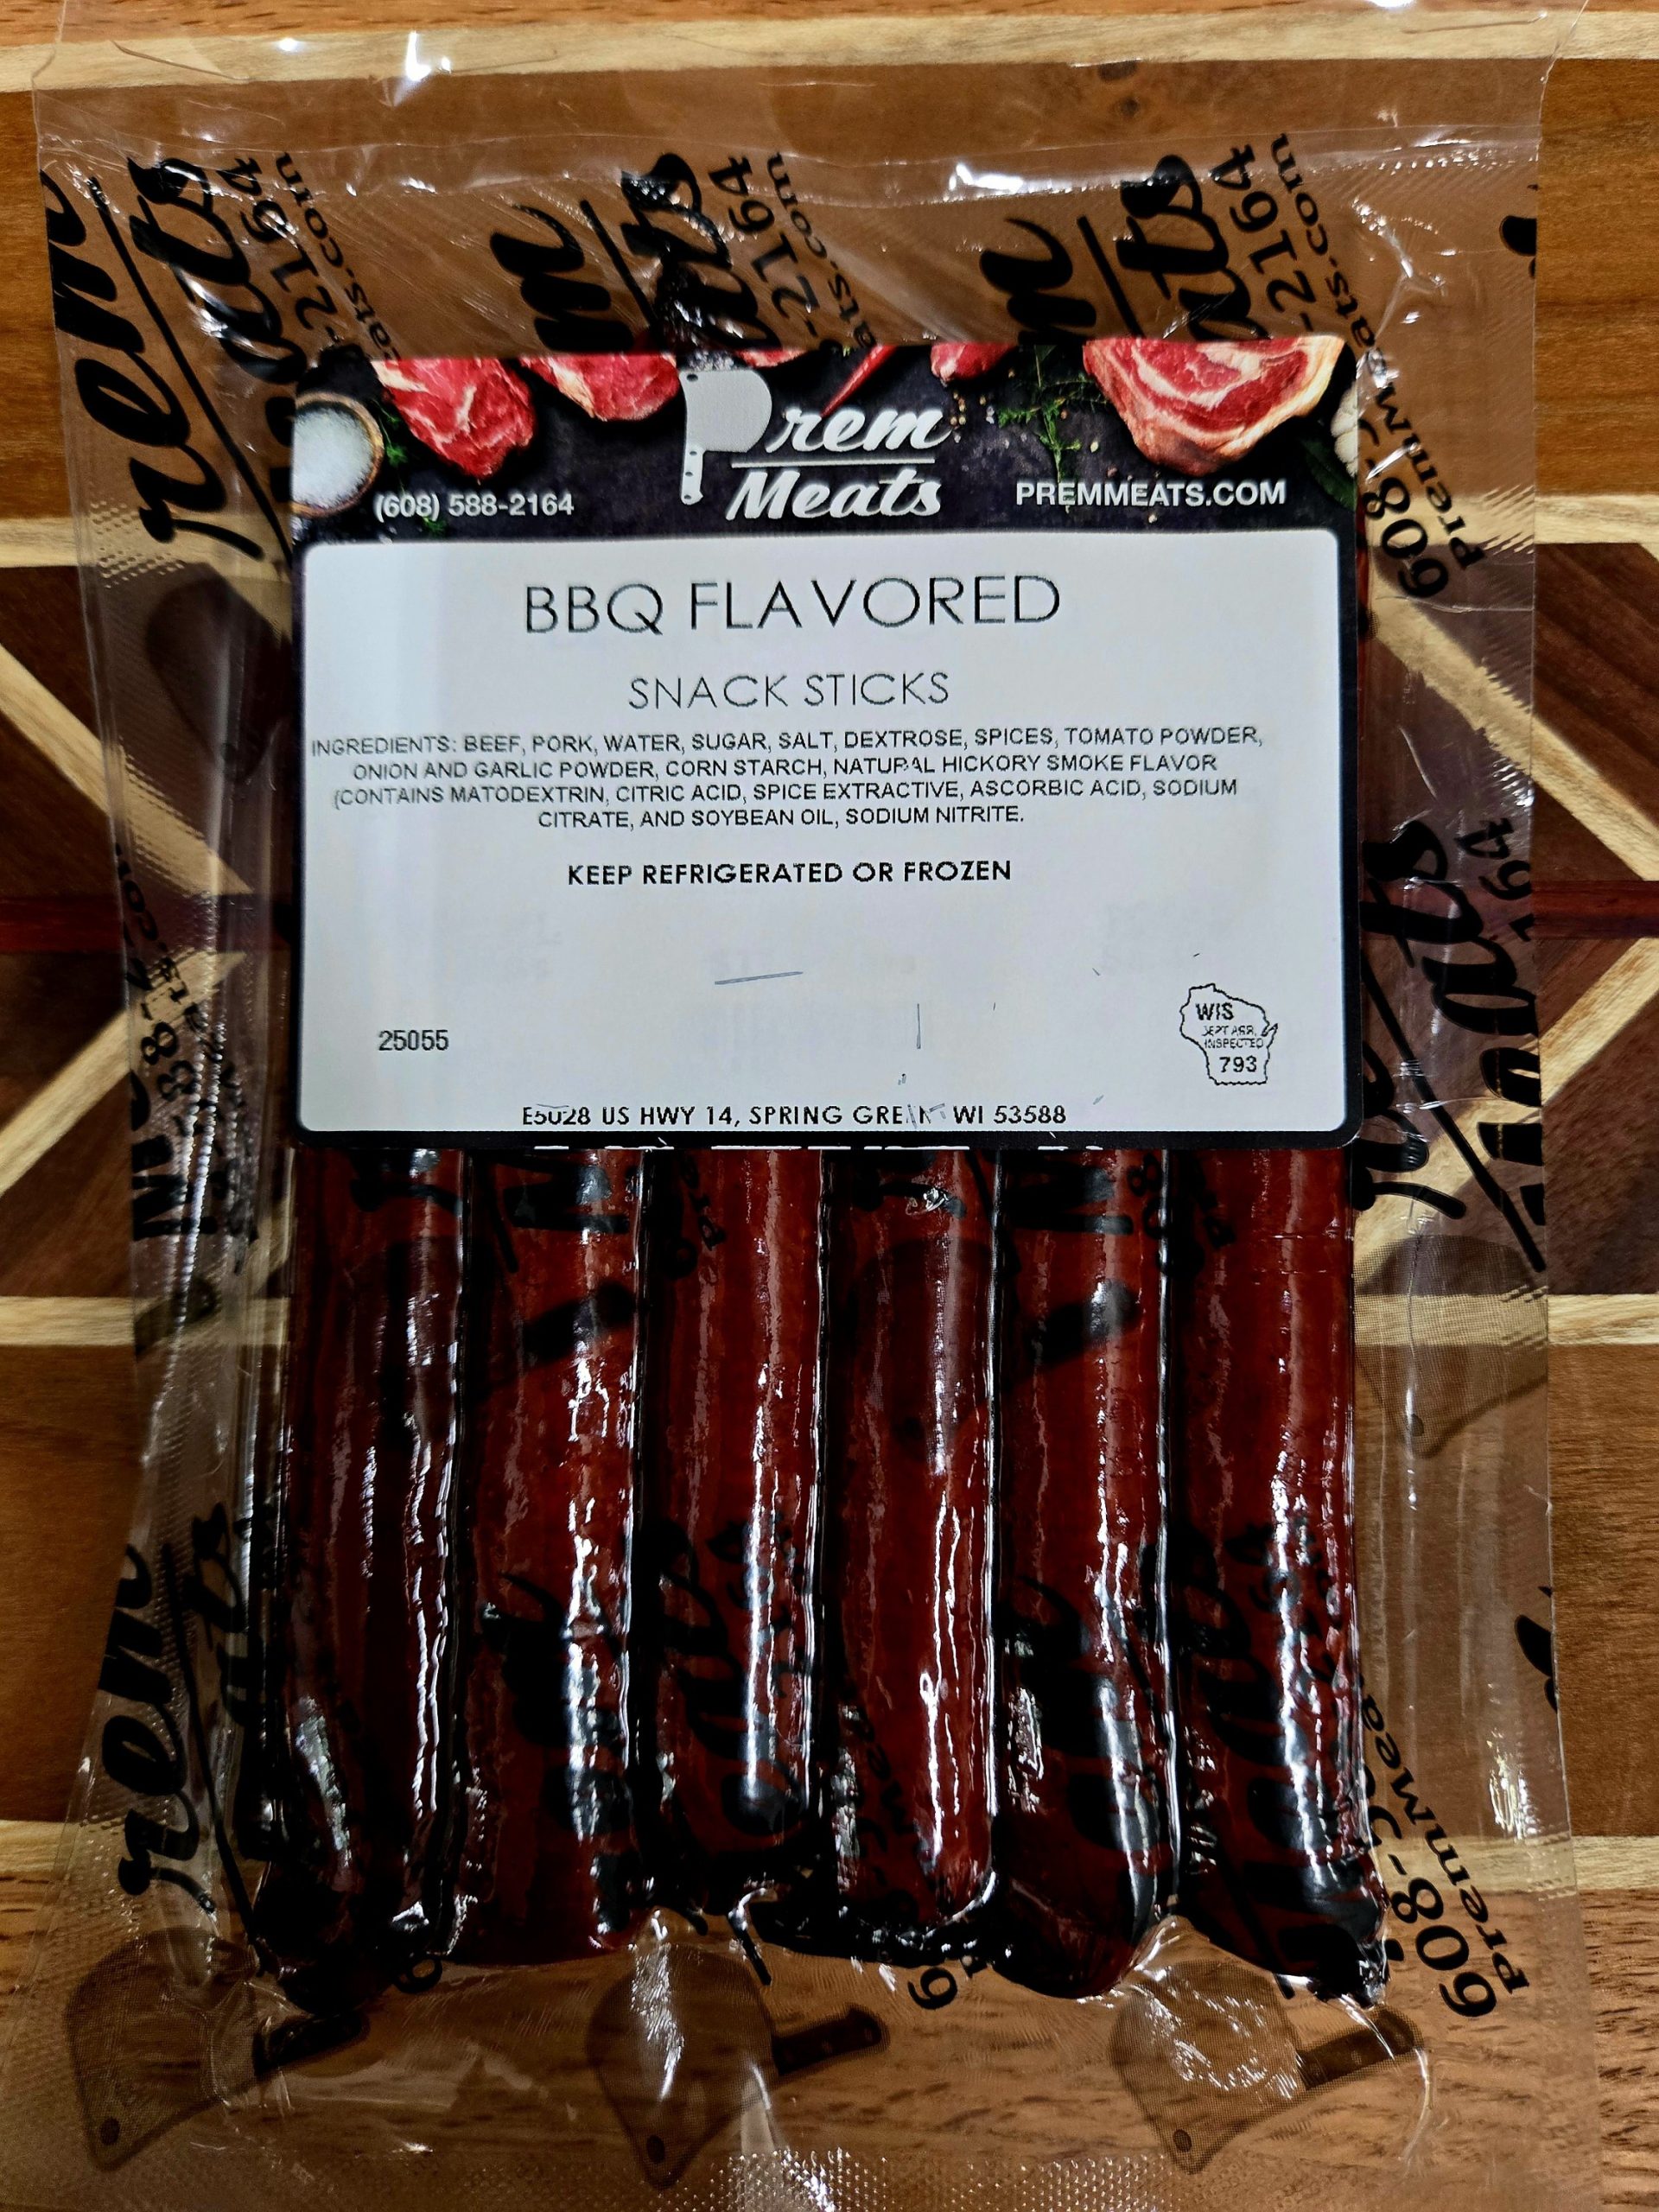 Prem
Meats
(608) 588-2164
PREMMEATS.COM
BBQ FLAVORED
SNACK STICKS
INGREDIENTS: BEEF, PORK, WATER, SUGAR, SALT, DEXTROSE, SPICES, TOMATO POWDER,
ONION AND GARLIC POWDER, CORN STARCH, NATURAL HICKORY SMOKE FLAVOR
(CONTAINS MATODEXTRIN, CITRIC ACID, SPICE EXTRACTIVE, ASCORBIC ACID, SODIUM
CITRATE, AND SOYBEAN OIL, SODIUM NITRITE.
KEEP REFRIGERATED OR FROZEN
25055
WIS
DEPT AGR.
INSPECTED
793
E5028 US HWY 14, SPRING GREEN WI 53588